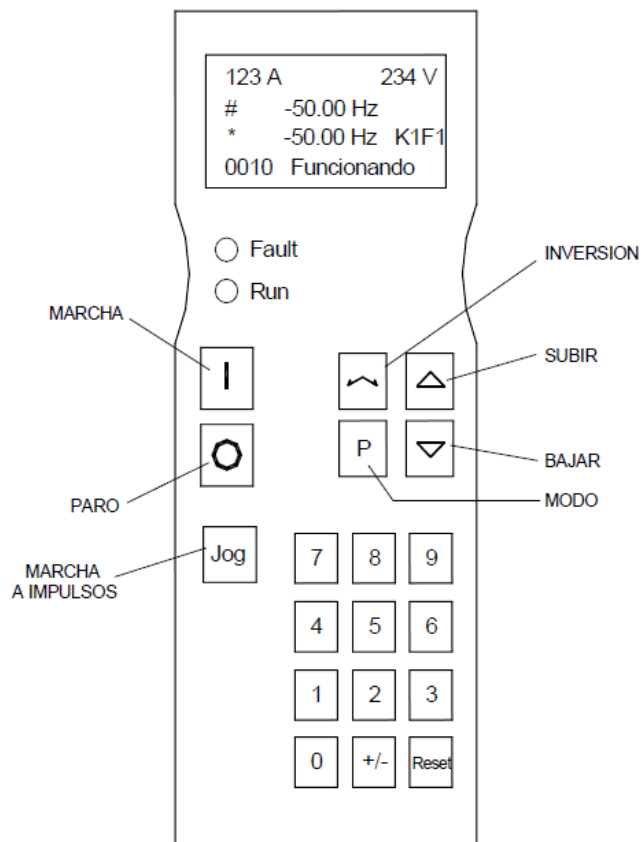 123 A 234 V
# -50.00 Hz
* -50.00 Hz K1F1
0010 Funcionando
Fault
Run
INVERSION
MARCHA
SUBIR
P
BAJAR
PARO
MODO
Jog
MARCHA
A IMPULSOS
7 8 9
4 5 6
1 2 3
0 +/- Reset